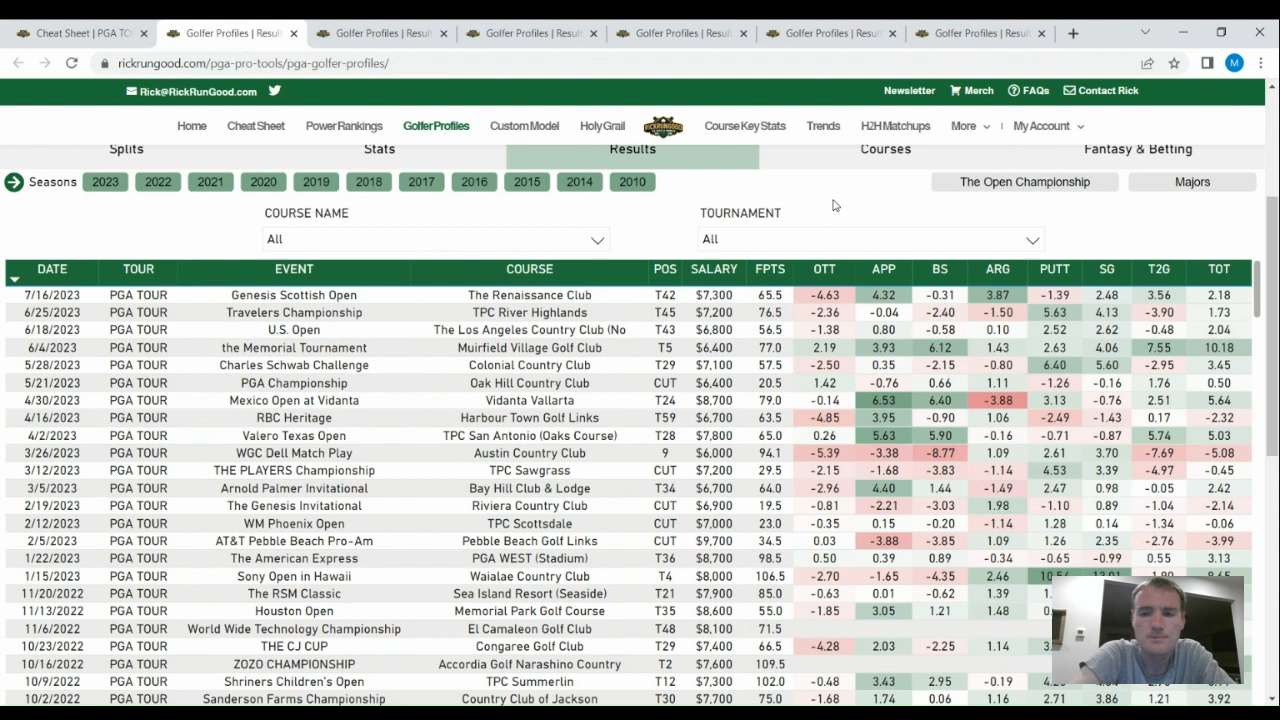 Cheat Sheet | PGA TO
Golfer Profiles | Resul
Golfer Profiles | Resul
Golfer Profiles | Resul
Golfer Profiles | Resul
Golfer Profiles | Resul
Golfer Profiles | Resul
rickrungood.com/pga-pro-tools/pga-golfer-profiles/ M
Rick@RickRunGood.com Newsletter Merch FAQs Contact Rick
Home Cheat Sheet Power Rankings Golfer Profiles Custom Model Holy Grail RICKRUNGOOD Course Key Stats Trends H2H Matchups More My Account
Splits Stats Results Courses Fantasy & Betting
Seasons 2023 2022 2021 2020 2019 2018 2017 2016 2015 2014 2010 The Open Championship Majors
COURSE NAME TOURNAMENT
All All
DATE TOUR EVENT COURSE POS SALARY FPTS OTT APP BS ARG PUTT SG T2G TOT
7/16/2023 PGA TOUR Genesis Scottish Open The Renaissance Club T42 $7,300 65.5 -4.63 4.32 -0.31 3.87 -1.39 2.48 3.56 2.18
6/25/2023 PGA TOUR Travelers Championship TPC River Highlands T45 $7,200 76.5 -2.36 -0.04 -2.40 -1.50 5.63 4.13 -3.90 1.73
6/18/2023 PGA TOUR U.S. Open The Los Angeles Country Club (No T43 $6,800 56.5 -1.38 0.80 -0.58 0.10 2.52 2.62 -0.48 2.04
6/4/2023 PGA TOUR the Memorial Tournament Muirfield Village Golf Club T5 $6,400 77.0 2.19 3.93 6.12 1.43 2.63 4.06 7.55 10.18
5/28/2023 PGA TOUR Charles Schwab Challenge Colonial Country Club T29 $7,100 57.5 -2.50 0.35 -2.15 -0.80 6.40 5.60 -2.95 3.45
5/21/2023 PGA TOUR PGA Championship Oak Hill Country Club CUT $6,400 20.5 1.42 -0.76 0.66 1.11 -1.26 -0.16 1.76 0.50
4/30/2023 PGA TOUR Mexico Open at Vidanta Vidanta Vallarta T24 $8,700 79.0 -0.14 6.53 6.40 -3.88 3.13 -0.76 2.51 5.64
4/16/2023 PGA TOUR RBC Heritage Harbour Town Golf Links T59 $6,700 63.5 -4.85 3.95 -0.90 1.06 -2.49 -1.43 0.17 -2.32
4/2/2023 PGA TOUR Valero Texas Open TPC San Antonio (Oaks Course) T28 $7,800 65.0 0.26 5.63 5.90 -0.16 -0.71 -0.87 5.74 5.03
3/26/2023 PGA TOUR WGC Dell Match Play Austin Country Club 9 $6,000 94.1 -5.39 -3.38 -8.77 1.09 2.61 3.70 -7.69 -5.08
3/12/2023 PGA TOUR THE PLAYERS Championship TPC Sawgrass CUT $7,200 29.5 -2.15 -1.68 -3.83 -1.14 4.53 3.39 -4.97 -0.45
3/5/2023 PGA TOUR Arnold Palmer Invitational Bay Hill Club & Lodge T34 $6,700 64.0 -2.96 4.40 1.44 -1.49 2.47 0.98 -0.05 2.42
2/19/2023 PGA TOUR The Genesis Invitational Riviera Country Club CUT $6,900 19.5 -0.81 -2.21 -3.03 1.98 -1.10 0.89 -1.04 -2.14
2/12/2023 PGA TOUR WM Phoenix Open TPC Scottsdale CUT $7,000 23.0 -0.35 0.15 -0.20 -1.14 1.28 0.14 -1.34 -0.06
2/5/2023 PGA TOUR AT&T Pebble Beach Pro-Am Pebble Beach Golf Links CUT $9,700 34.5 0.03 -3.88 -3.85 1.09 1.26 2.35 -2.76 -3.99
1/22/2023 PGA TOUR The American Express PGA WEST (Stadium) T36 $8,700 98.5 0.50 0.39 0.89 -0.34 -0.65 -0.99 0.55 3.13
1/15/2023 PGA TOUR Sony Open in Hawaii Waialae Country Club T4 $8,000 106.5 -2.70 -1.65 -4.35 2.46
11/20/2022 PGA TOUR The RSM Classic Sea Island Resort (Seaside) T21 $7,900 85.0 -0.63 0.01 -0.62 1.39
11/13/2022 PGA TOUR Houston Open Memorial Park Golf Course T35 $8,600 55.0 -1.85 3.05 1.21 1.48
11/6/2022 PGA TOUR World Wide Technology Championship El Camaleon Golf Club T48 $8,100 71.5
10/23/2022 PGA TOUR THE CJ CUP Congaree Golf Club T29 $7,400 66.5 -4.28 2.03 -2.25 1.14
10/16/2022 PGA TOUR ZOZO CHAMPIONSHIP Accordia Golf Narashino Country T2 $7,600 109.5
10/9/2022 PGA TOUR Shriners Children's Open TPC Summerlin T12 $7,300 102.0 -0.48 3.43 2.95 -0.19
10/2/2022 PGA TOUR Sanderson Farms Championship Country Club of Jackson T30 $7,700 75.0 -1.68 1.74 0.06 1.16 2.71 3.86 1.21 3.92